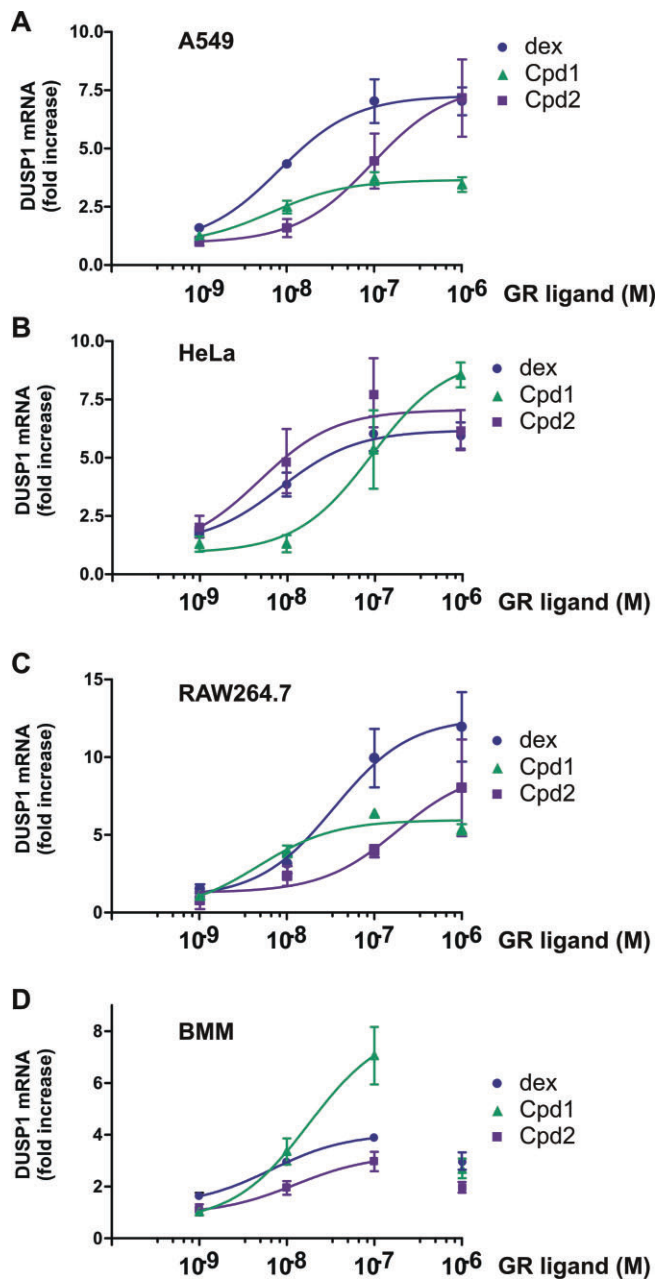 A
A549
dex
Cpd1
Cpd2
DUSP1 mRNA
(fold increase)
10.0
7.5
5.0
2.5
0.0
10-9
10-8
10-7
10-6
GR ligand (M)
B
HeLa
dex
Cpd1
Cpd2
DUSP1 mRNA
(fold increase)
10.0
7.5
5.0
2.5
0.0
10-9
10-8
10-7
10-6
GR ligand (M)
C
RAW264.7
dex
Cpd1
Cpd2
DUSP1 mRNA
(fold increase)
15
10
5
0
10-9
10-8
10-7
10-6
GR ligand (M)
D
BMM
dex
Cpd1
Cpd2
DUSP1 mRNA
(fold increase)
8
6
4
2
0
10-9
10-8
10-7
10-6
GR ligand (M)